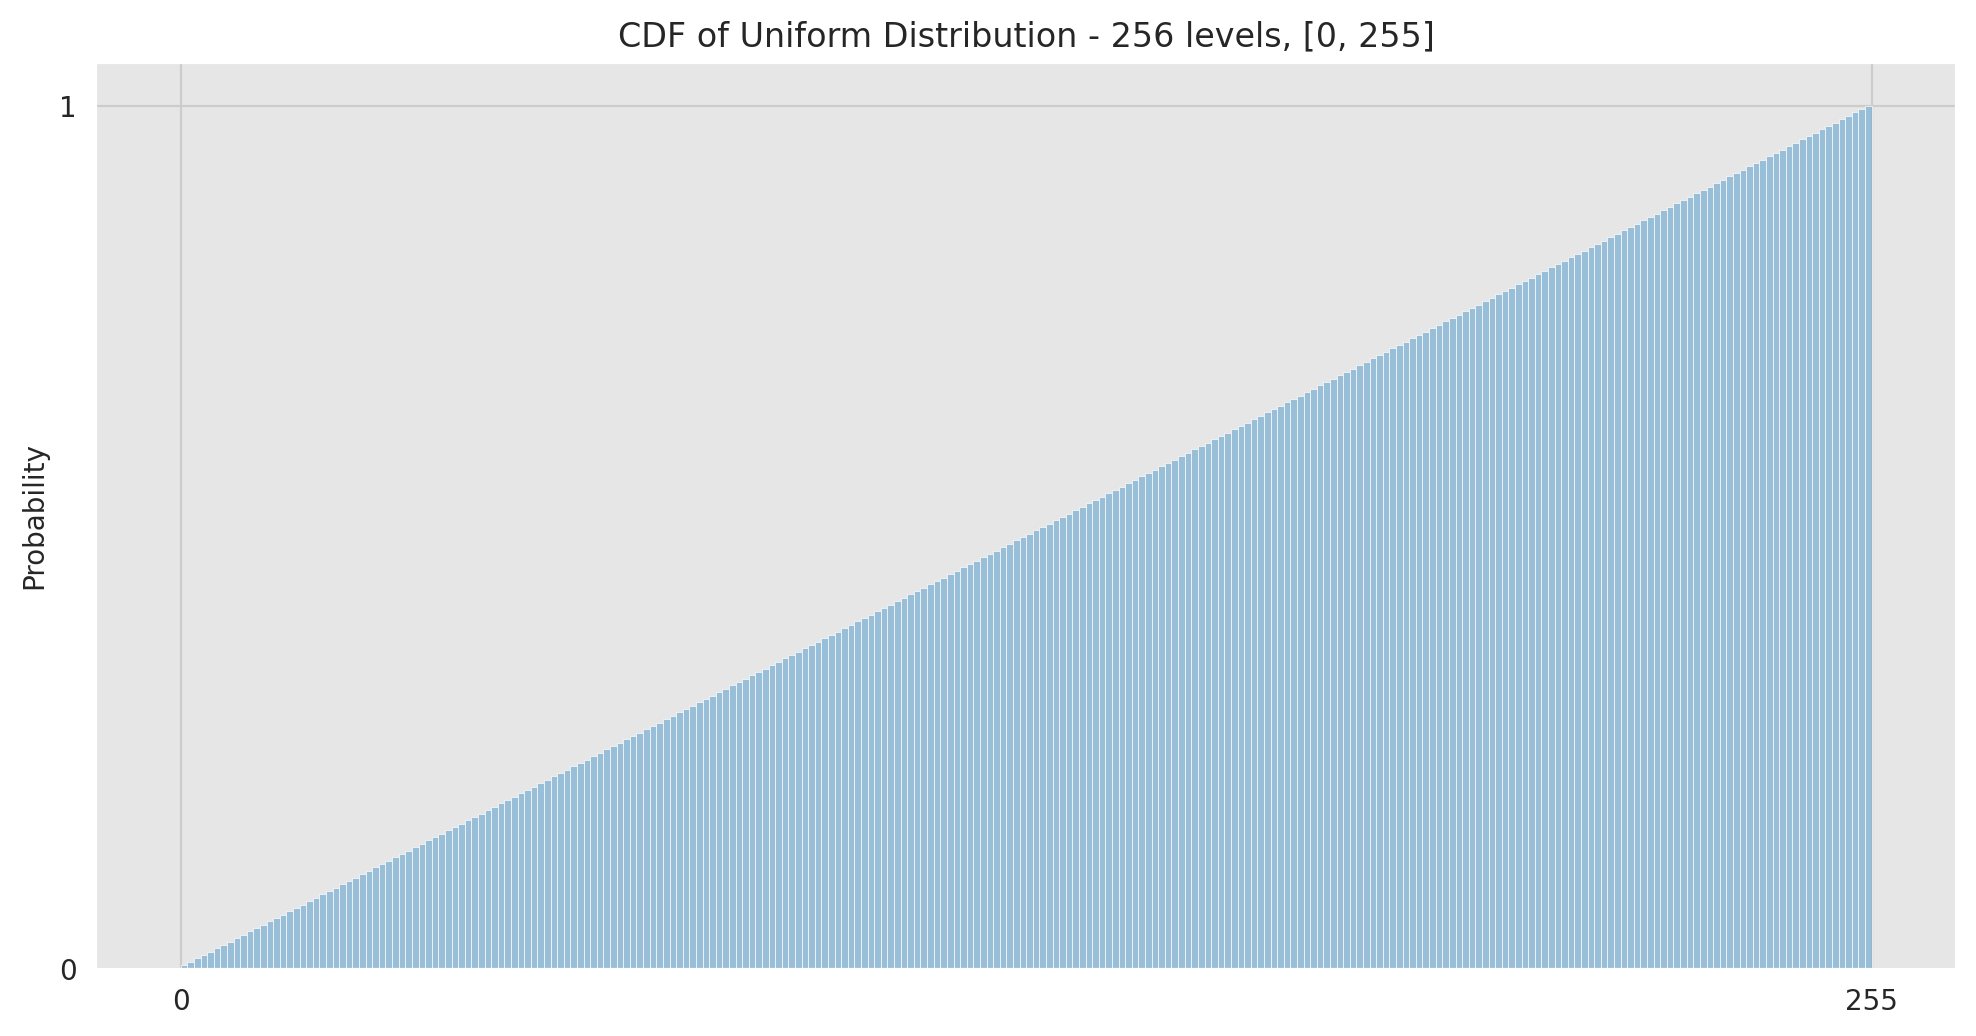 CDF of Uniform Distribution - 256 levels, [0, 255]
1
Probability
0
0
255